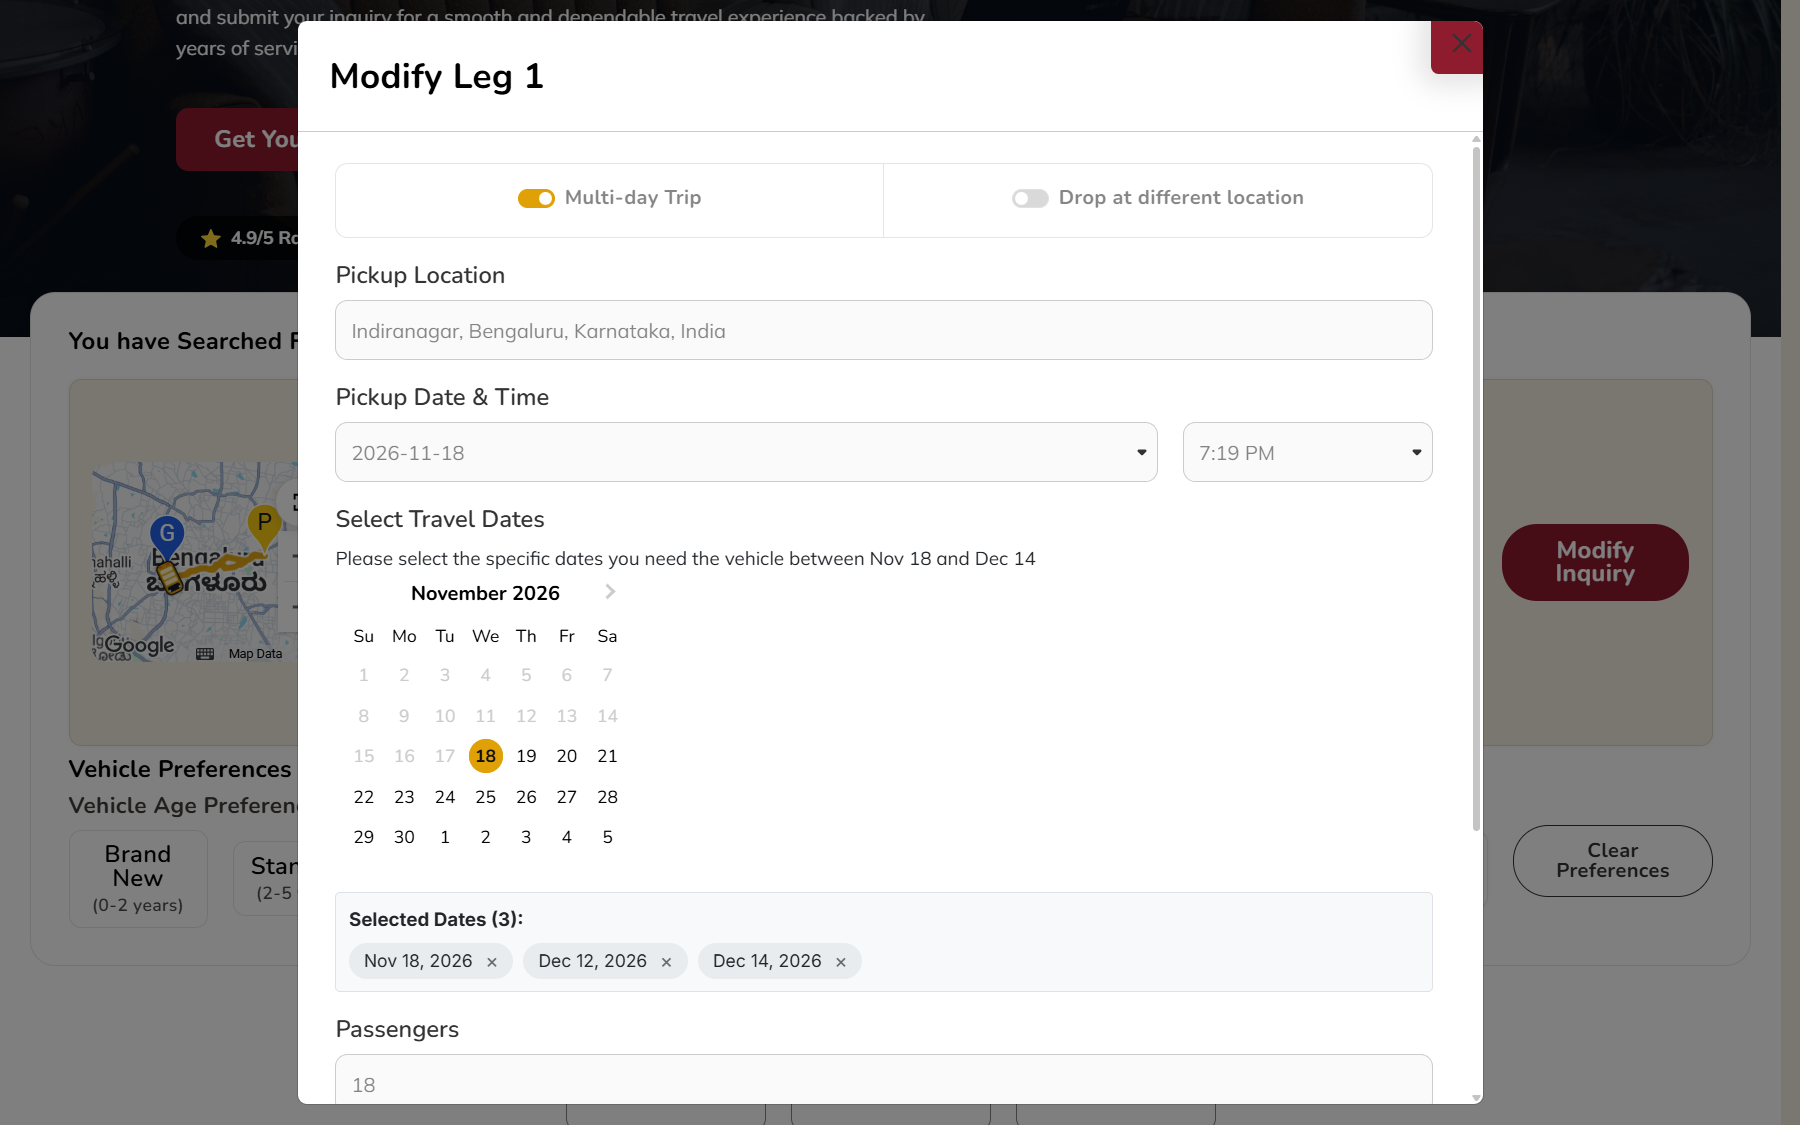 and submit your inquiry for a smooth and dependable travel experience backed by
years of servi
Get You
4.9/5 Ra
Modify Leg 1
Multi-day Trip
Drop at different location
Pickup Location
Indiranagar, Bengaluru, Karnataka, India
Pickup Date & Time
2026-11-18
7:19 PM
Select Travel Dates
Please select the specific dates you need the vehicle between Nov 18 and Dec 14
November 2026
Su Mo Tu We Th Fr Sa
1 2 3 4 5 6 7
8 9 10 11 12 13 14
15 16 17 18 19 20 21
22 23 24 25 26 27 28
29 30 1 2 3 4 5
Selected Dates (3):
Nov 18, 2026 ×
Dec 12, 2026 ×
Dec 14, 2026 ×
Passengers
18
You have Searched F
G
P
Bengaluru
ಬೆಂಗಳೂರು
Google
Map Data
Modify
Inquiry
Vehicle Preferences
Vehicle Age Preferen
Brand
New
(0-2 years)
Stan
(2-5
Clear
Preferences